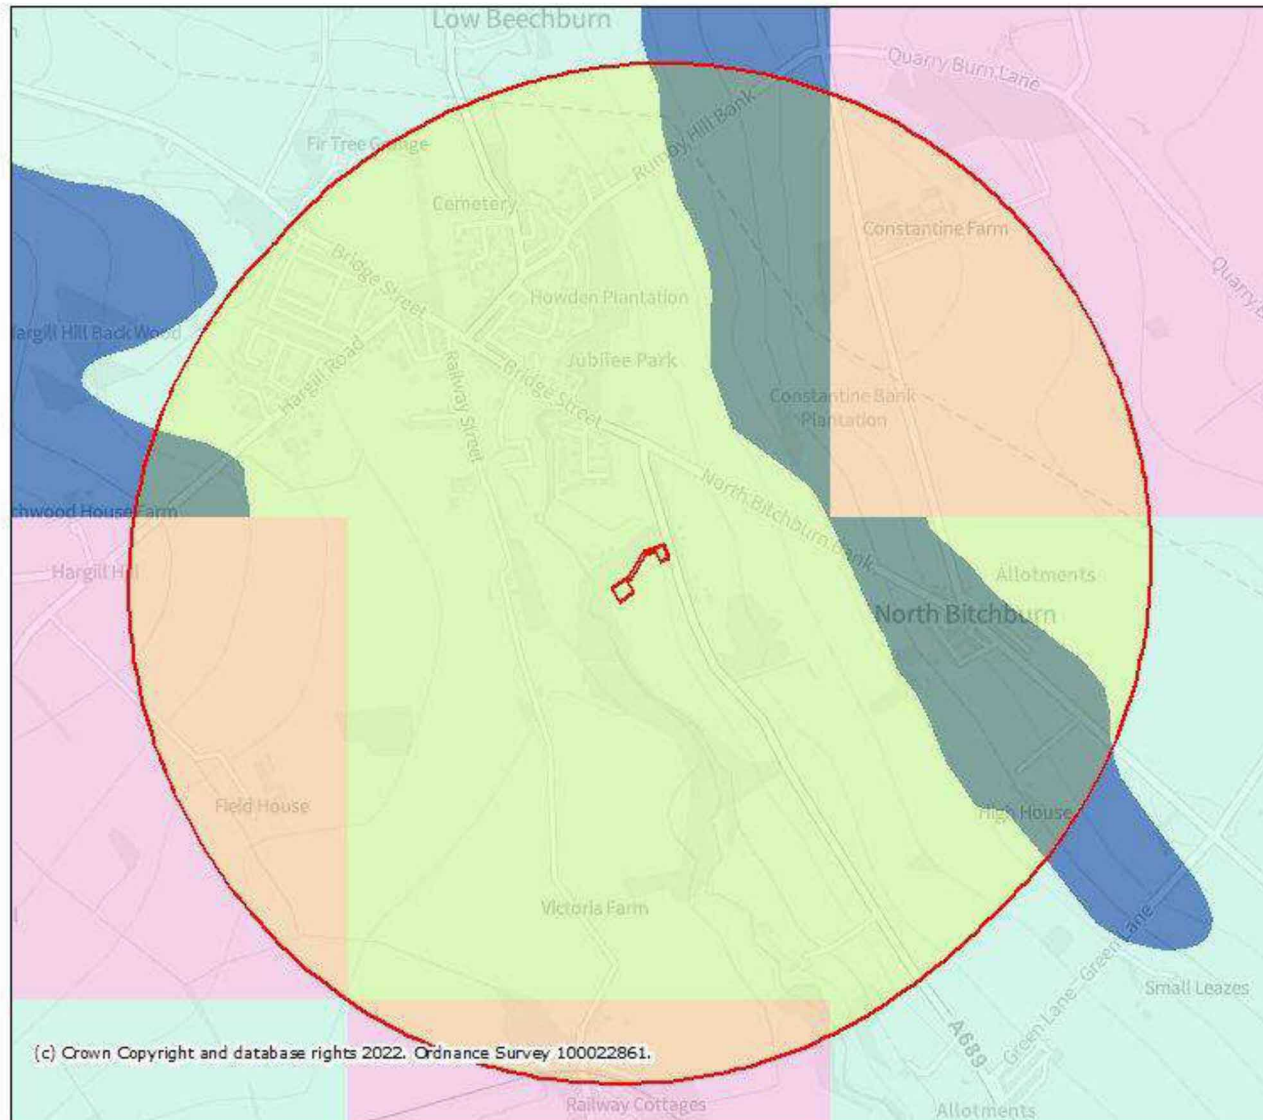 Low Beechburn
Quarry Burn Lane
Rumby Hill Bank
Fir Tree Grange
Cemetery
Constantine Farm
Bridge Street
Howden Plantation
argill Hill Back Wood
Jubilee Park
Hargill Road
Railway Street
Bridge Street
Constantine Bank
Plantation
North Bitchburn Bank
chwood House Farm
Hargill Hill
Allotments
North Bitchburn
Field House
High House
Victoria Farm
Green Lane
Green Lane
Small Leazes
A689
(c) Crown Copyright and database rights 2022. Ordnance Survey 100022861.
Railway Cottages
Allotments